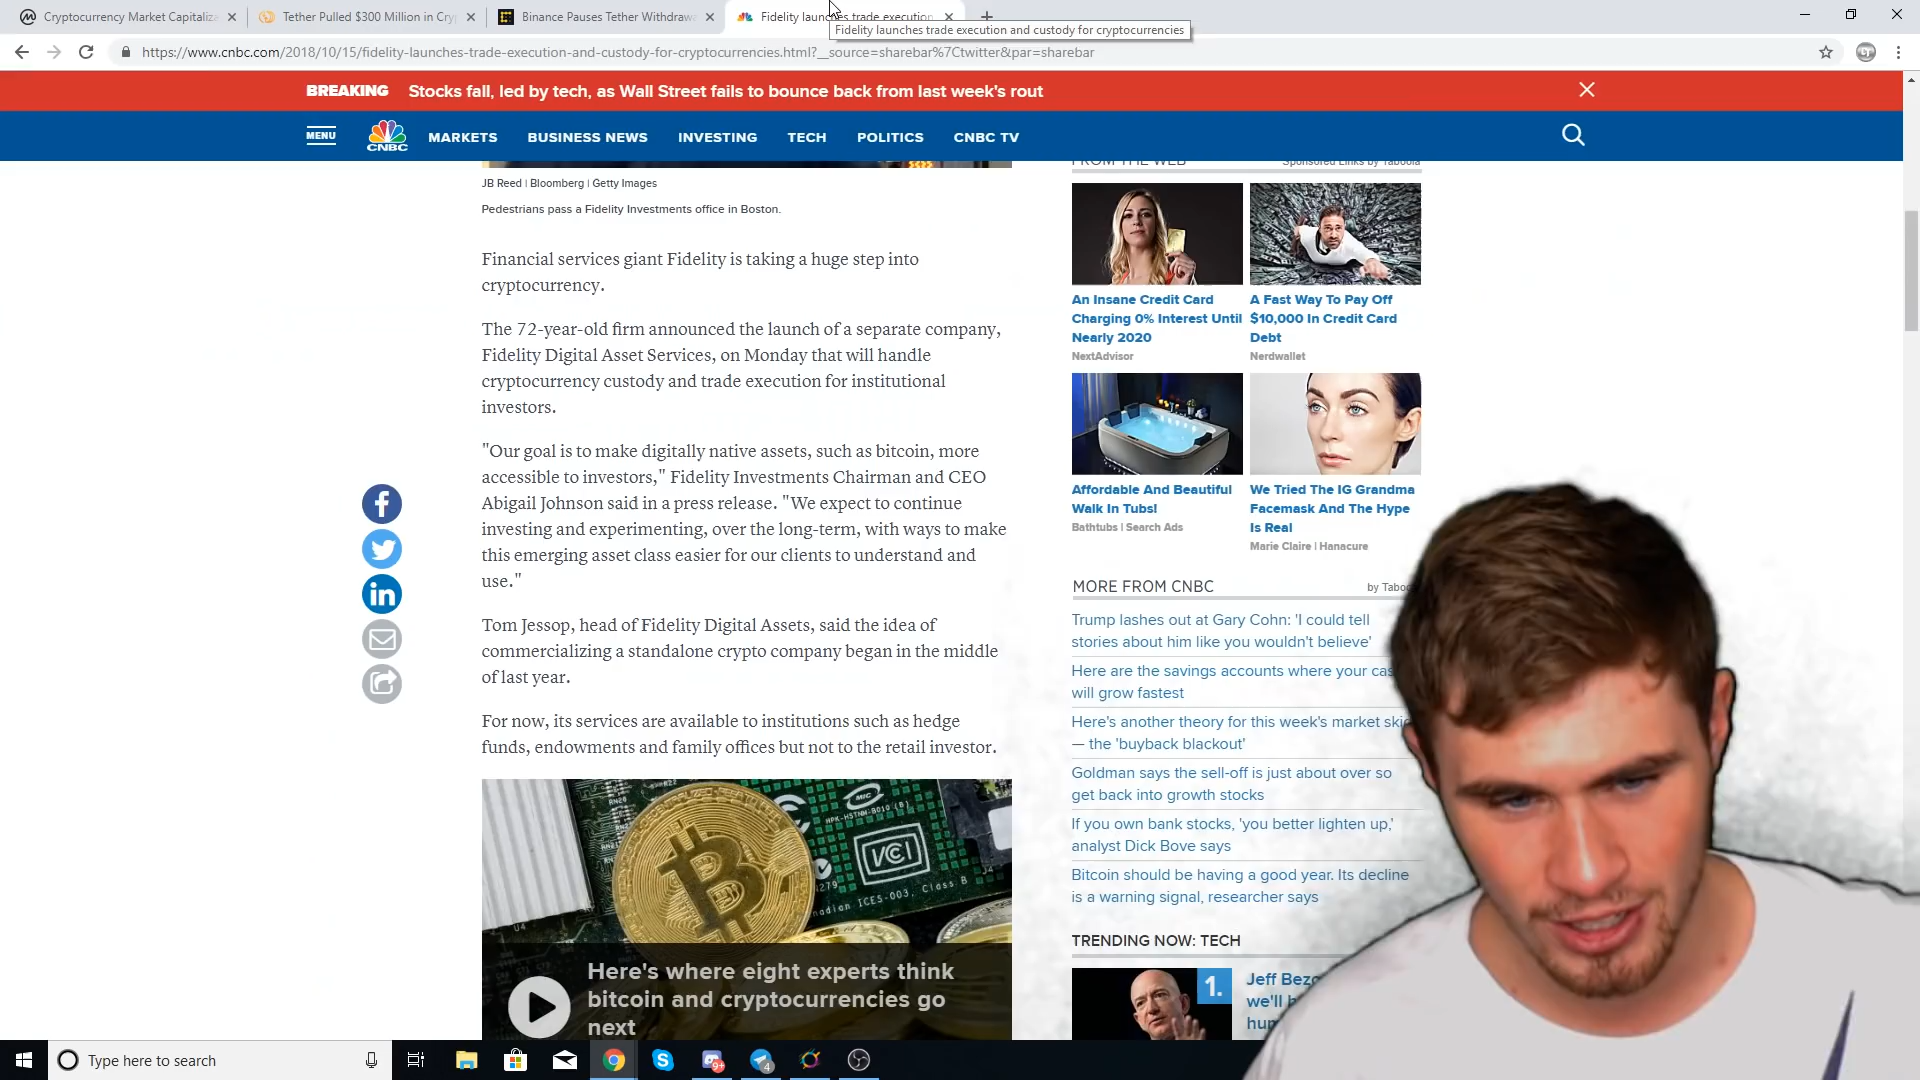 Cryptocurrency Market Capitaliza
Tether Pulled $300 Million in Cryp
Binance Pauses Tether Withdrawa
Fidelity launches trade execution
Fidelity launches trade execution and custody for cryptocurrencies
https://www.cnbc.com/2018/10/15/fidelity-launches-trade-execution-and-custody-for-cryptocurrencies.html?__source=sharebar%7Ctwitter&par=sharebar
BREAKING Stocks fall, led by tech, as Wall Street fails to bounce back from last week's rout
MENU
CNBC
MARKETS BUSINESS NEWS INVESTING TECH POLITICS CNBC TV
JB Reed | Bloomberg | Getty Images
Pedestrians pass a Fidelity Investments office in Boston.
Financial services giant Fidelity is taking a huge step into
cryptocurrency.
The 72-year-old firm announced the launch of a separate company,
Fidelity Digital Asset Services, on Monday that will handle
cryptocurrency custody and trade execution for institutional
investors.
"Our goal is to make digitally native assets, such as bitcoin, more
accessible to investors," Fidelity Investments Chairman and CEO
Abigail Johnson said in a press release. "We expect to continue
investing and experimenting, over the long-term, with ways to make
this emerging asset class easier for our clients to understand and
use."
Tom Jessop, head of Fidelity Digital Assets, said the idea of
commercializing a standalone crypto company began in the middle
of last year.
For now, its services are available to institutions such as hedge
funds, endowments and family offices but not to the retail investor.
Here's where eight experts think
bitcoin and cryptocurrencies go
next
FROM THE WEB
Sponsored Links by Taboola
An Insane Credit Card
Charging 0% Interest Until
Nearly 2020
NextAdvisor
A Fast Way To Pay Off
$10,000 In Credit Card
Debt
Nerdwallet
Affordable And Beautiful
Walk In Tubs!
Bathtubs | Search Ads
We Tried The IG Grandma
Facemask And The Hype
Is Real
Marie Claire | Hanacure
MORE FROM CNBC
by Taboo
Trump lashes out at Gary Cohn: 'I could tell
stories about him like you wouldn't believe'
Here are the savings accounts where your cas
will grow fastest
Here's another theory for this week's market ski
— the 'buyback blackout'
Goldman says the sell-off is just about over so
get back into growth stocks
If you own bank stocks, 'you better lighten up,'
analyst Dick Bove says
Bitcoin should be having a good year. Its decline
is a warning signal, researcher says
TRENDING NOW: TECH
1.
Jeff Bezo
we'll h
hum
Type here to search
9+
4